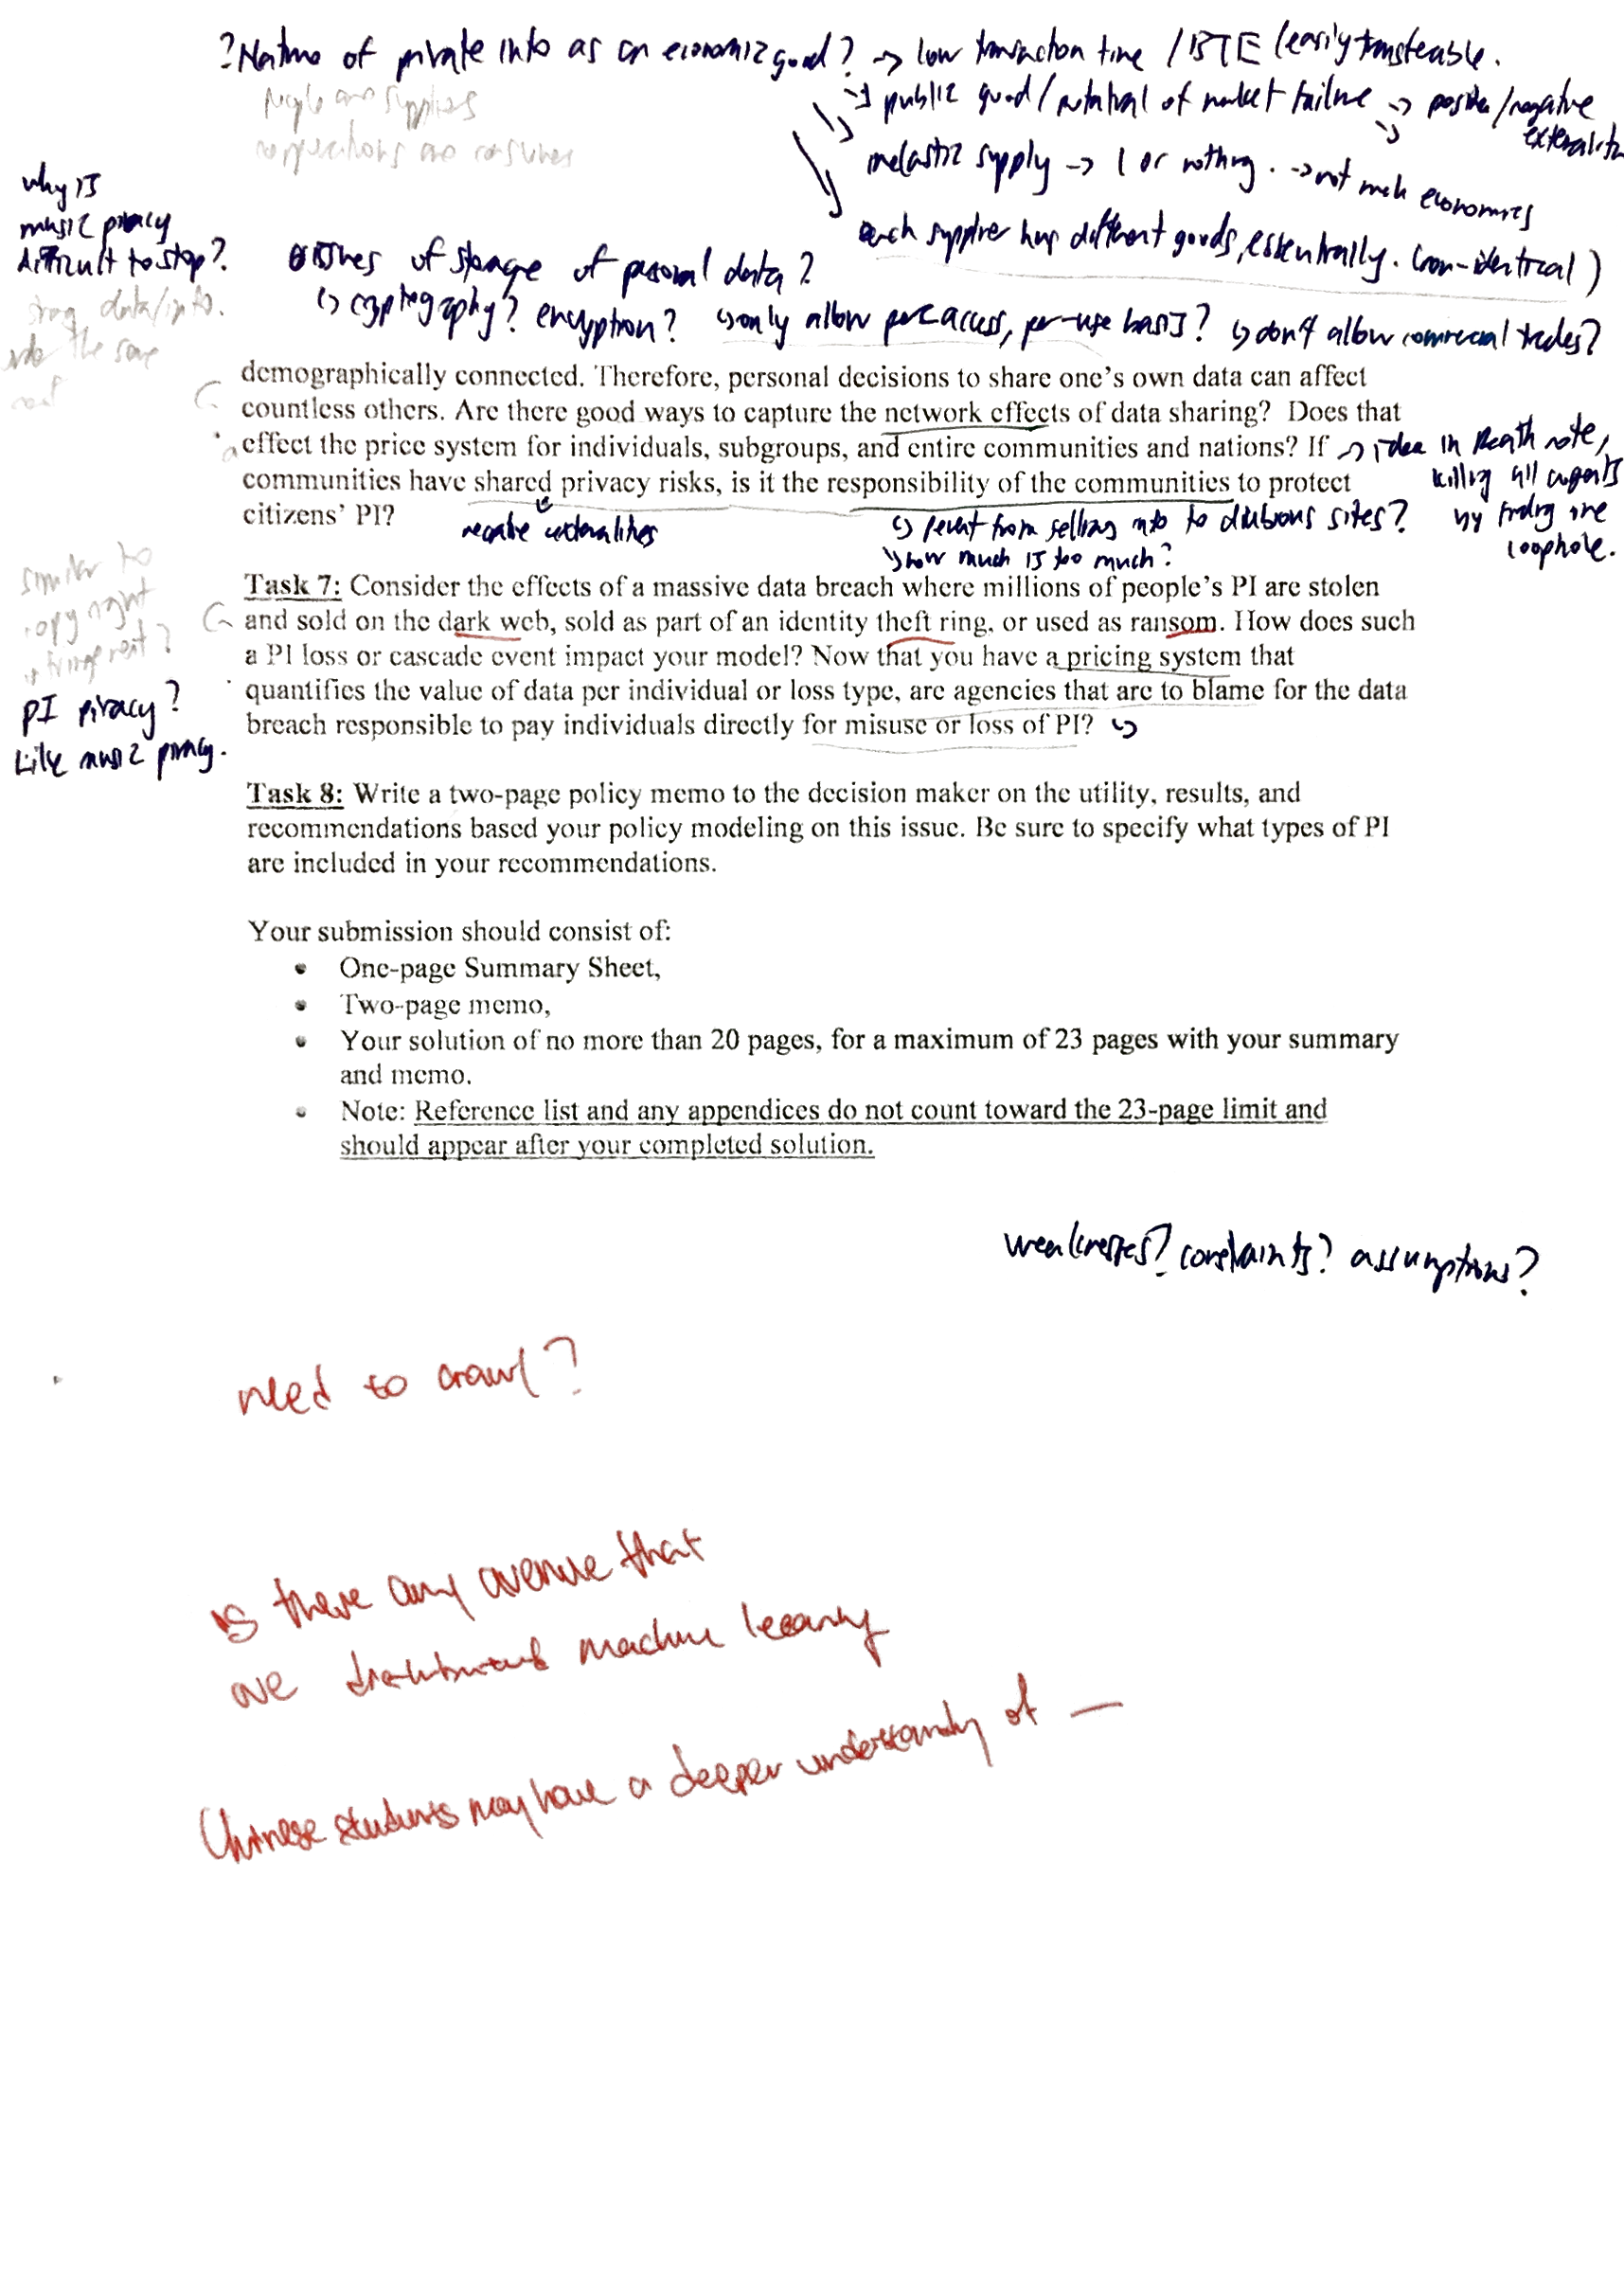 ?Nature of private info as an economic good? → low transaction time / (easily transferable.
→ public good / potential of market failure → positive/negative
externalities
inelastic supply → 1 or nothing. → not much economics
each supplier has different goods, essentially. (non-identical)
people are suppliers
corporations are consumers
why is
music piracy
difficult to stop?
data/info.
the same
issues of storage of personal data?
↳ cryptography? encryption? ↳ only allow per access, per-use basis? ↳ don't allow commercial trades?
demographically connected. Therefore, personal decisions to share one's own data can affect
countless others. Are there good ways to capture the network effects of data sharing? Does that
effect the price system for individuals, subgroups, and entire communities and nations? If
communities have shared privacy risks, is it the responsibility of the communities to protect
citizens' PI?
→ idea in Death note,
killing all agents
by finding one
loophole.
negative externalities
↳ prevent from selling info to dubious sites?
↳ how much is too much?
similar to
copyright
infringement?
PI piracy?
Like music piracy.
Task 7: Consider the effects of a massive data breach where millions of people's PI are stolen
and sold on the dark web, sold as part of an identity theft ring, or used as ransom. How does such
a PI loss or cascade event impact your model? Now that you have a pricing system that
quantifies the value of data per individual or loss type, are agencies that are to blame for the data
breach responsible to pay individuals directly for misuse or loss of PI? ↳
Task 8: Write a two-page policy memo to the decision maker on the utility, results, and
recommendations based your policy modeling on this issue. Be sure to specify what types of PI
are included in your recommendations.
Your submission should consist of:
• One-page Summary Sheet,
• Two-page memo,
• Your solution of no more than 20 pages, for a maximum of 23 pages with your summary
and memo.
• Note: Reference list and any appendices do not count toward the 23-page limit and
should appear after your completed solution.
weaknesses? constraints? assumptions?
need to crawl?
is there any avenue that
we machine learning
Chinese students may have a deeper understanding of —